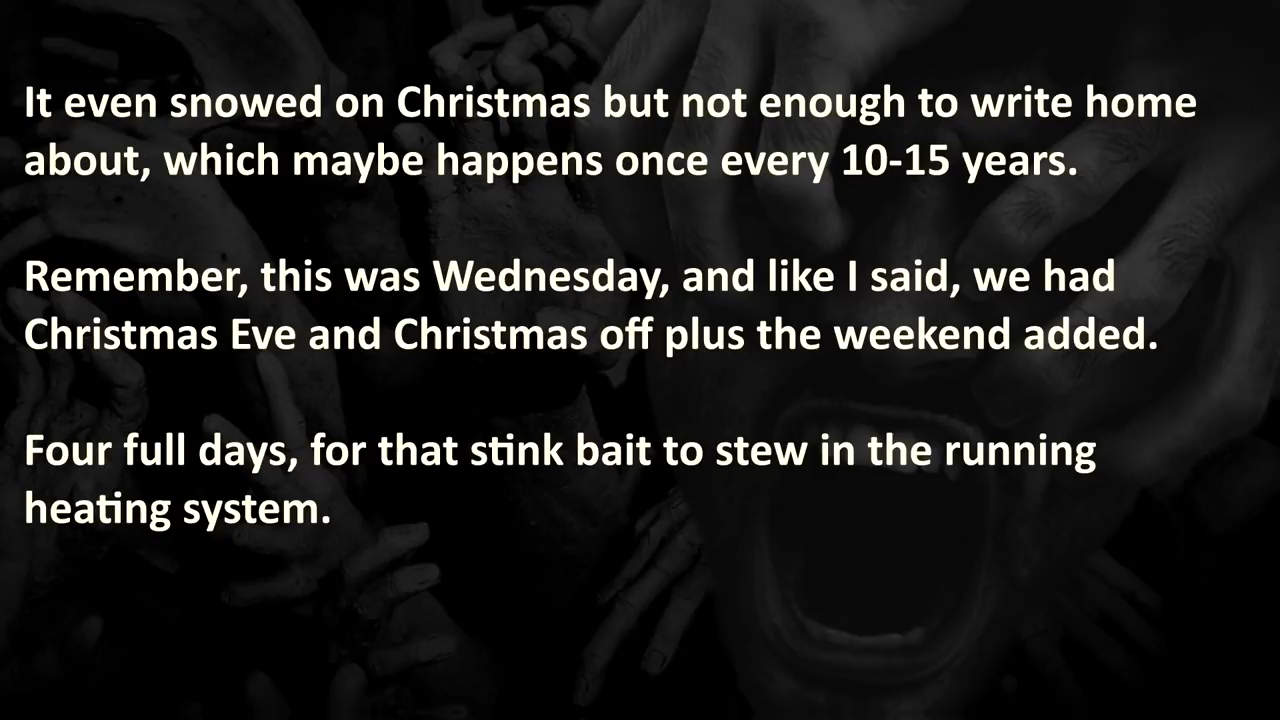 It even snowed on Christmas but not enough to write home
about, which maybe happens once every 10-15 years.
Remember, this was Wednesday, and like I said, we had
Christmas Eve and Christmas off plus the weekend added.
Four full days, for that stink bait to stew in the running
heating system.